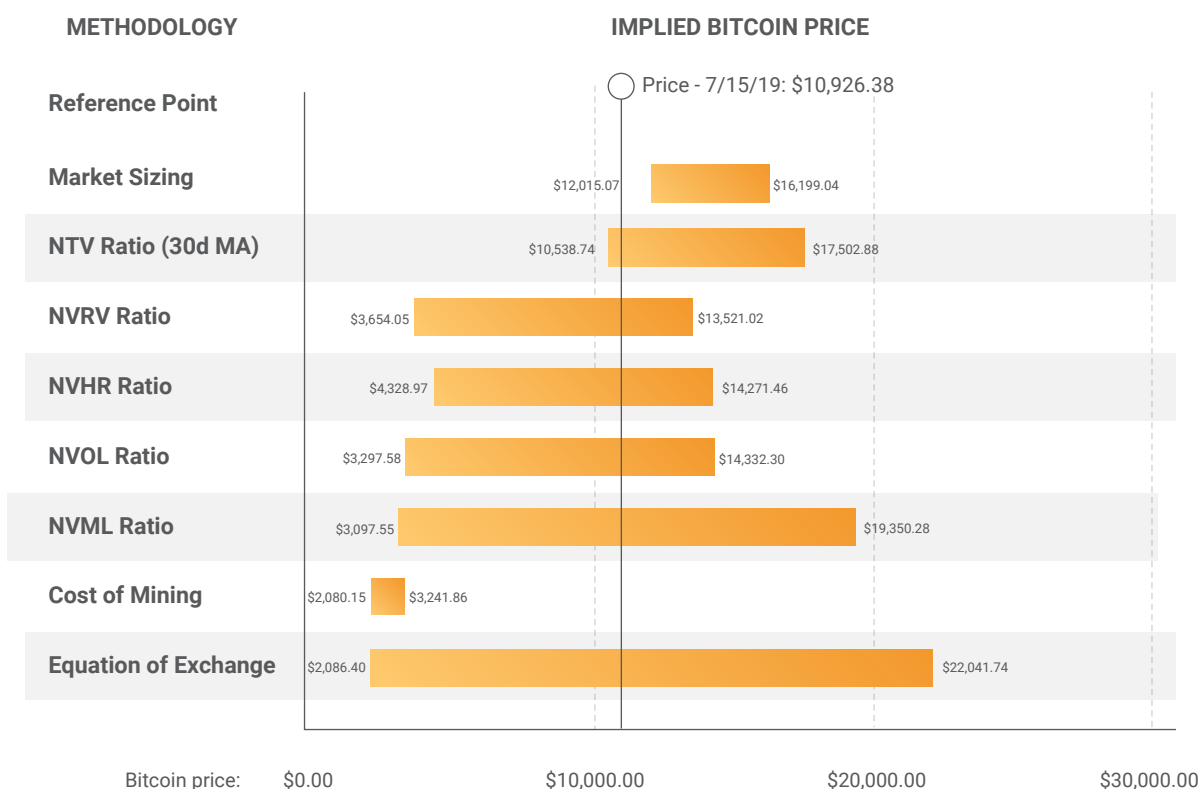 METHODOLOGY IMPLIED BITCOIN PRICE
Price - 7/15/19: $10,926.38
Reference Point
Market Sizing $12,015.07 $16,199.04
NTV Ratio (30d MA) $10,538.74 $17,502.88
NVRV Ratio $3,654.05 $13,521.02
NVHR Ratio $4,328.97 $14,271.46
NVOL Ratio $3,297.58 $14,332.30
NVML Ratio $3,097.55 $19,350.28
Cost of Mining $2,080.15 $3,241.86
Equation of Exchange $2,086.40 $22,041.74
Bitcoin price: $0.00 $10,000.00 $20,000.00 $30,000.00